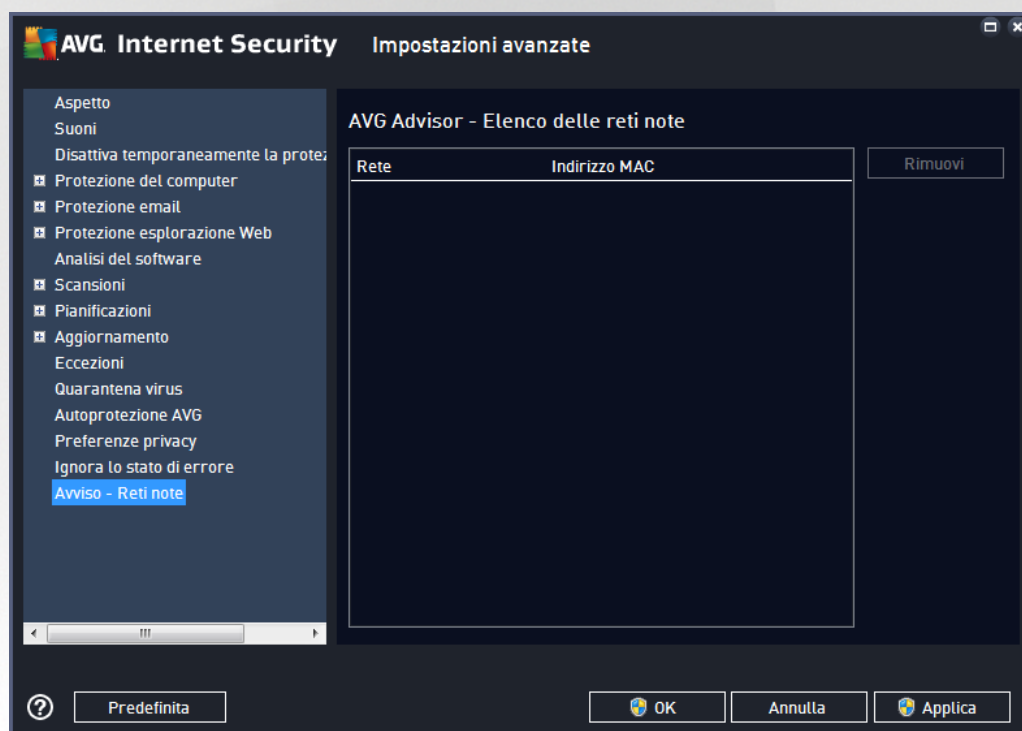 AVG. Internet Security Impostazioni avanzate
Aspetto
Suoni
Disattiva temporaneamente la protez
Protezione del computer
Protezione email
Protezione esplorazione Web
Analisi del software
Scansioni
Pianificazioni
Aggiornamento
Eccezioni
Quarantena virus
Autoprotezione AVG
Preferenze privacy
Ignora lo stato di errore
Avviso - Reti note
AVG Advisor - Elenco delle reti note
Rete Indirizzo MAC
Rimuovi
? Predefinita OK Annulla Applica